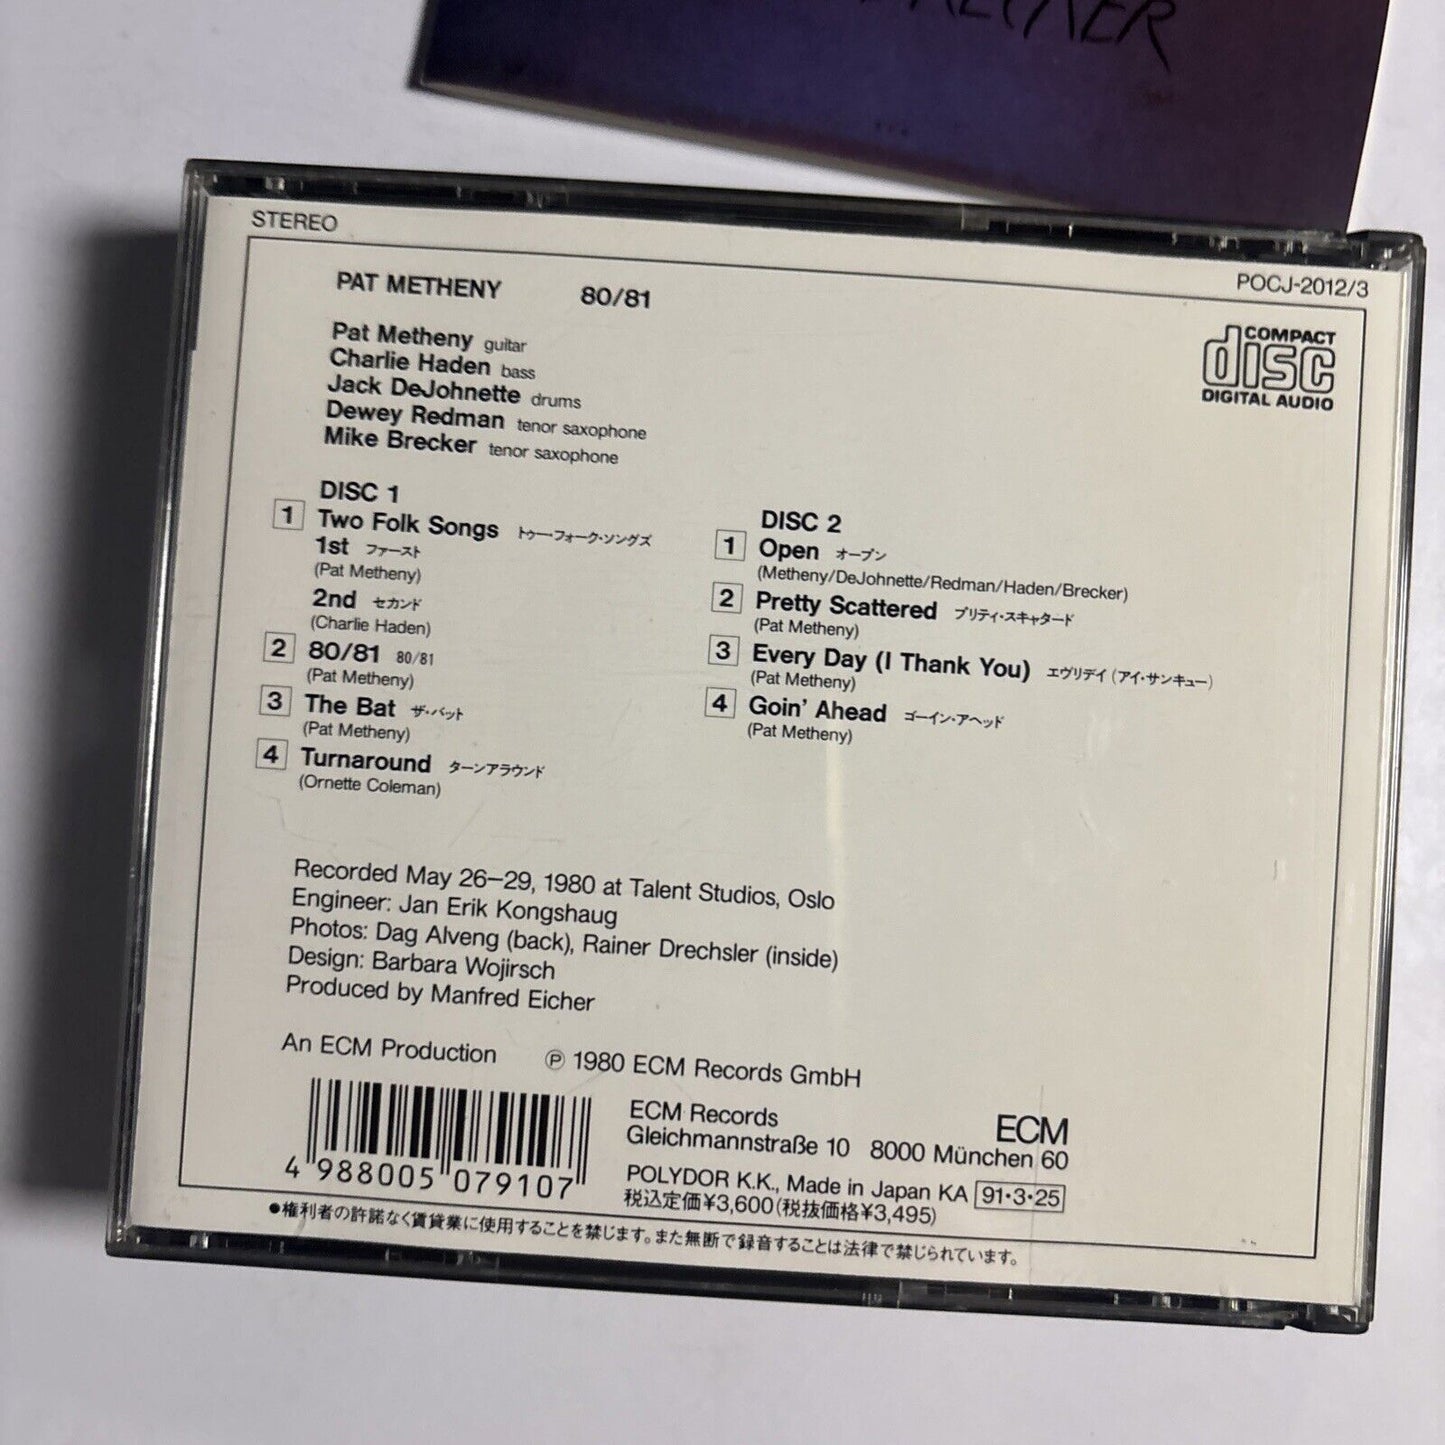 RECKER
STEREO
POCJ-2012/3
PAT METHENY 80/81
COMPACT
disc
DIGITAL AUDIO
Pat Metheny guitar
Charlie Haden bass
Jack DeJohnette drums
Dewey Redman tenor saxophone
Mike Brecker tenor saxophone
DISC 1
1 Two Folk Songs トゥー・フォーク・ソングズ
1st ファースト
(Pat Metheny)
2nd セカンド
(Charlie Haden)
2 80/81 80/81
(Pat Metheny)
3 The Bat ザ・バット
(Pat Metheny)
4 Turnaround ターンアラウンド
(Ornette Coleman)
DISC 2
1 Open オープン
(Metheny/DeJohnette/Redman/Haden/Brecker)
2 Pretty Scattered プリティ・スキャタード
(Pat Metheny)
3 Every Day (I Thank You) エヴリデイ(アイ・サンキュー)
(Pat Metheny)
4 Goin' Ahead ゴーイン・アヘッド
(Pat Metheny)
Recorded May 26–29, 1980 at Talent Studios, Oslo
Engineer: Jan Erik Kongshaug
Photos: Dag Alveng (back), Rainer Drechsler (inside)
Design: Barbara Wojirsch
Produced by Manfred Eicher
An ECM Production ℗ 1980 ECM Records GmbH
4 988005 079107
ECM Records
Gleichmannstraße 10 8000 München 60
ECM
POLYDOR K.K., Made in Japan KA 91・3・25
税込定価¥3,600(税抜価格¥3,495)
●権利者の許諾なく賃貸業に使用することを禁じます。また無断で録音することは法律で禁じられています。